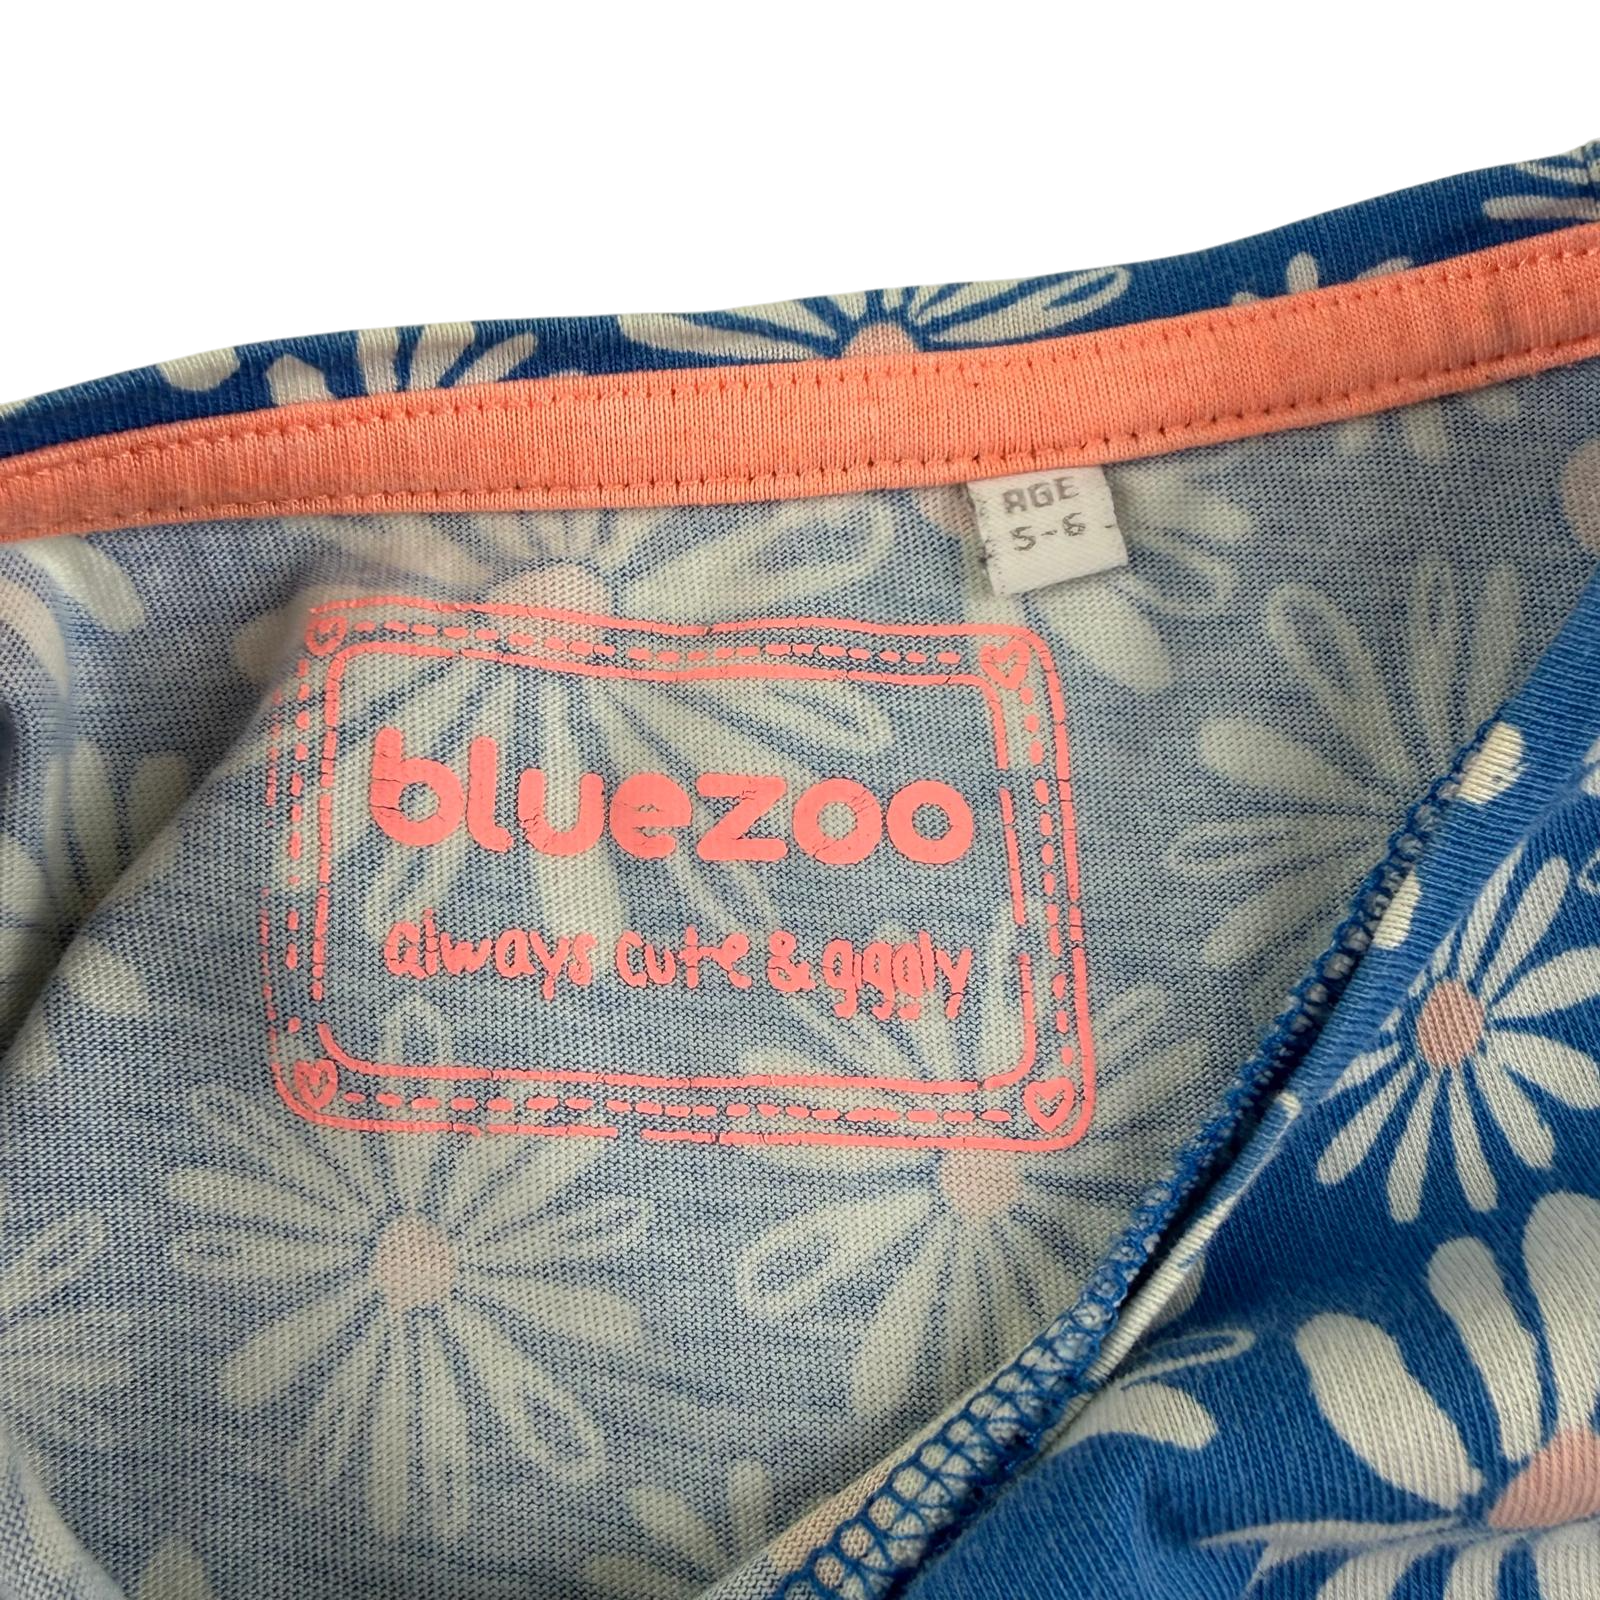 AGE
5-6
bluezoo
always cute & giggly